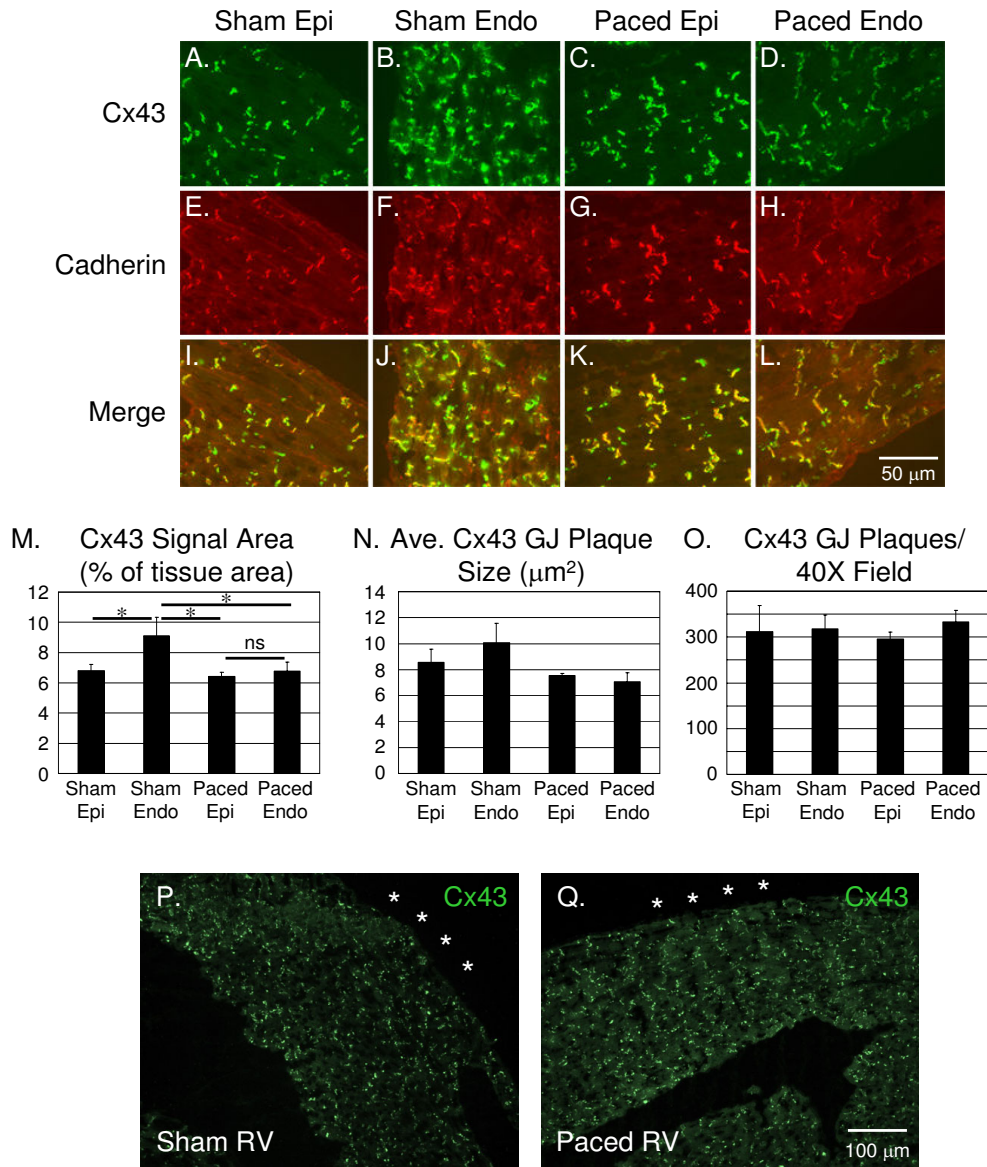 Sham Epi Sham Endo Paced Epi Paced Endo
Cx43
A. B. C. D.
Cadherin
E. F. G. H.
Merge
I. J. K. L.
50 μm
M. Cx43 Signal Area
(% of tissue area)
12
10
8
6
4
2
0
* * *
ns
Sham Epi
Sham Endo
Paced Epi
Paced Endo
N. Ave. Cx43 GJ Plaque
Size (μm²)
14
12
10
8
6
4
2
0
Sham Epi
Sham Endo
Paced Epi
Paced Endo
O. Cx43 GJ Plaques/
40X Field
400
300
200
100
0
Sham Epi
Sham Endo
Paced Epi
Paced Endo
P. Cx43
* * * *
Sham RV
Q. Cx43
* * * *
Paced RV
100 μm